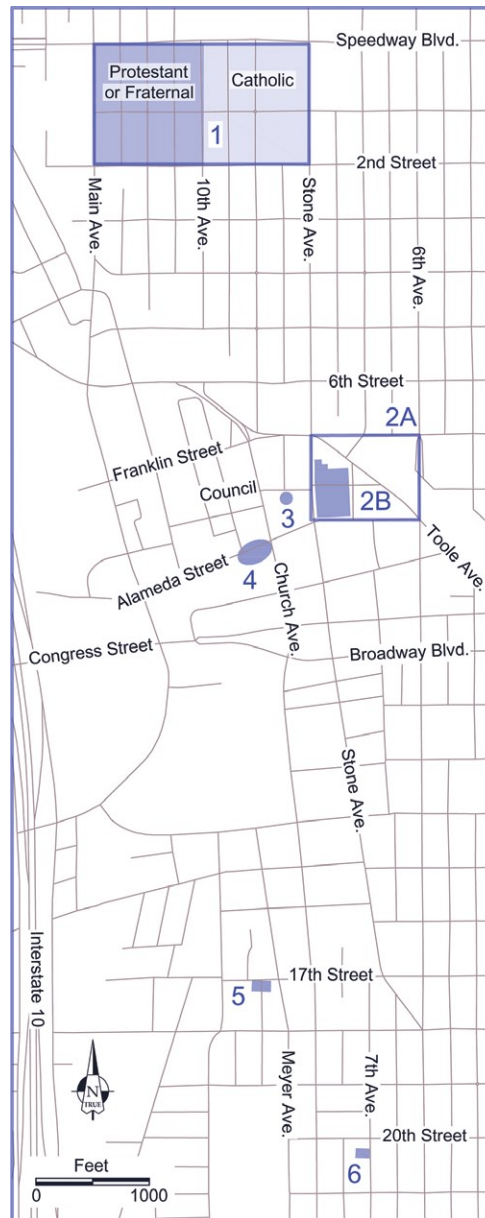 Speedway Blvd.
Protestant
or Fraternal
Catholic
1
2nd Street
Main Ave.
10th Ave.
Stone Ave.
6th Ave.
6th Street
2A
Franklin Street
Council
2B
3
Toole Ave.
Alameda Street
4
Church Ave.
Congress Street
Broadway Blvd.
Stone Ave.
Interstate 10
17th Street
5
Meyer Ave.
7th Ave.
N
TRUE
20th Street
6
Feet
0 1000